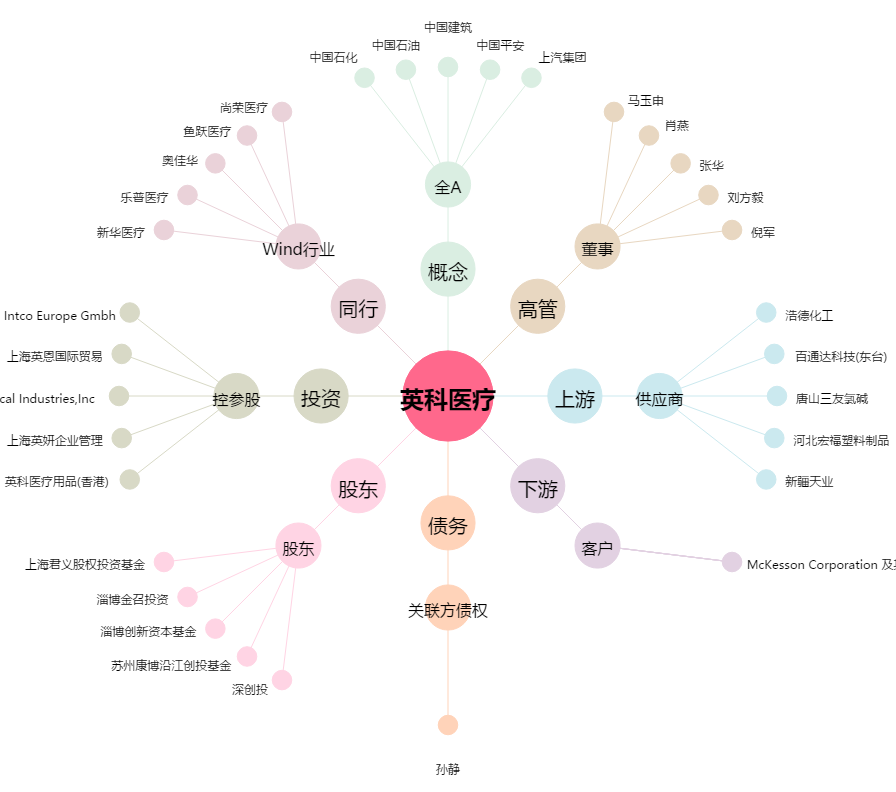 中国建筑
中国石油
中国平安
中国石化
上汽集团
马玉申
尚荣医疗
肖燕
鱼跃医疗
奥佳华
张华
全A
乐普医疗
刘方毅
新华医疗
倪军
Wind行业
董事
概念
同行
高管
Intco Europe Gmbh
浩德化工
上海英恩国际贸易
百通达科技(东台)
cal Industries,Inc
控参股
投资
英科医疗
上游
供应商
唐山三友氯碱
上海英妍企业管理
河北宏福塑料制品
英科医疗用品(香港)
新疆天业
股东
下游
债务
股东
客户
上海君义股权投资基金
McKesson Corporation 及
淄博金召投资
关联方债权
淄博创新资本基金
苏州康博沿江创投基金
深创投
孙静